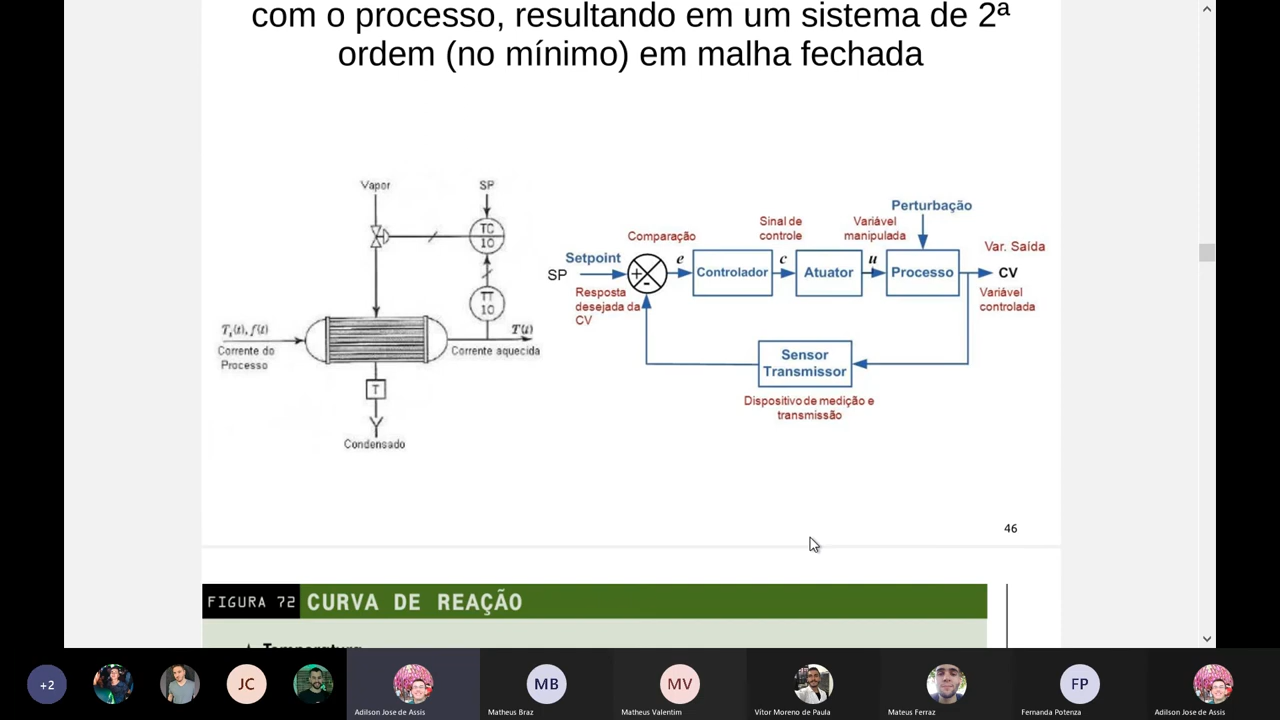 com o processo, resultando em um sistema de 2ª
ordem (no mínimo) em malha fechada
Vapor
SP
TC
10
TT
10
T(t)
Corrente do
Processo
Corrente aquecida
T
Condensado
Perturbação
Sinal de
controle
Variável
manipulada
Comparação
Var. Saída
Setpoint
SP
+
-
e
Controlador
c
Atuator
u
Processo
CV
Resposta
desejada da
CV
Variável
controlada
Sensor
Transmissor
Dispositivo de medição e
transmissão
46
FIGURA 72 CURVA DE REAÇÃO
+2
JC
MB
MV
FP
Adilson Jose de Assis
Matheus Braz
Matheus Valentim
Vítor Moreno de Paula
Mateus Ferraz
Fernanda Potenza
Adilson Jose de Assis